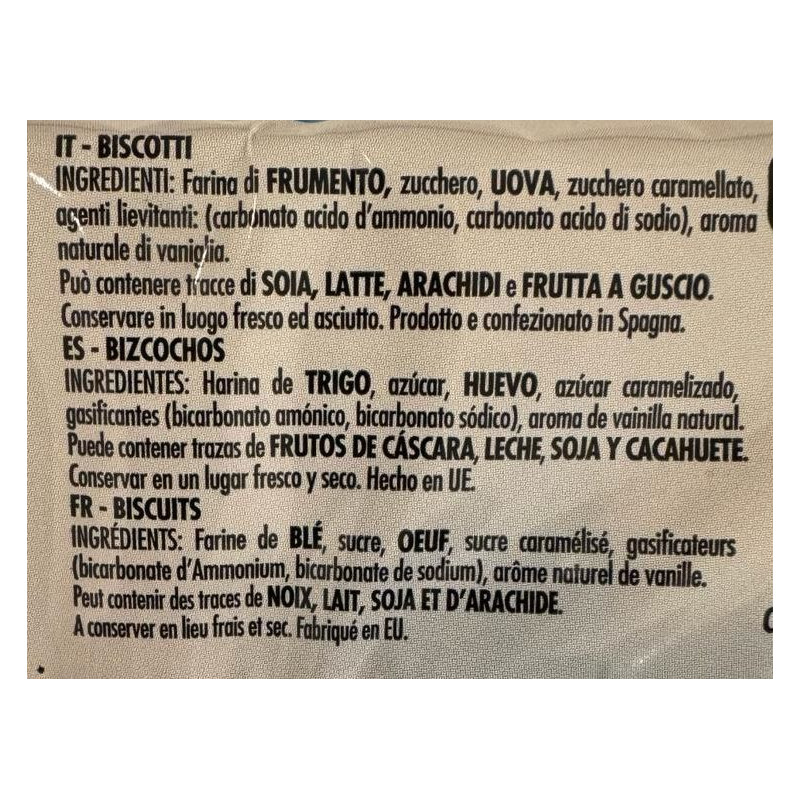 IT - BISCOTTI
INGREDIENTI: Farina di FRUMENTO, zucchero, UOVA, zucchero caramellato,
agenti lievitanti: (carbonato acido d'ammonio, carbonato acido di sodio), aroma
naturale di vaniglia.
Può contenere tracce di SOIA, LATTE, ARACHIDI e FRUTTA A GUSCIO.
Conservare in luogo fresco ed asciutto. Prodotto e confezionato in Spagna.
ES - BIZCOCHOS
INGREDIENTES: Harina de TRIGO, azúcar, HUEVO, azúcar caramelizado,
gasificantes (bicarbonato amónico, bicarbonato sódico), aroma de vainilla natural.
Puede contener trazas de FRUTOS DE CÁSCARA, LECHE, SOJA Y CACAHUETE.
Conservar en un lugar fresco y seco. Hecho en UE.
FR - BISCUITS
INGRÉDIENTS: Farine de BLÉ, sucre, OEUF, sucre caramélisé, gasificateurs
(bicarbonate d'Ammonium, bicarbonate de sodium), arôme naturel de vanille.
Peut contenir des traces de NOIX, LAIT, SOJA ET D'ARACHIDE.
A conserver en lieu frais et sec. Fabriqué en EU.